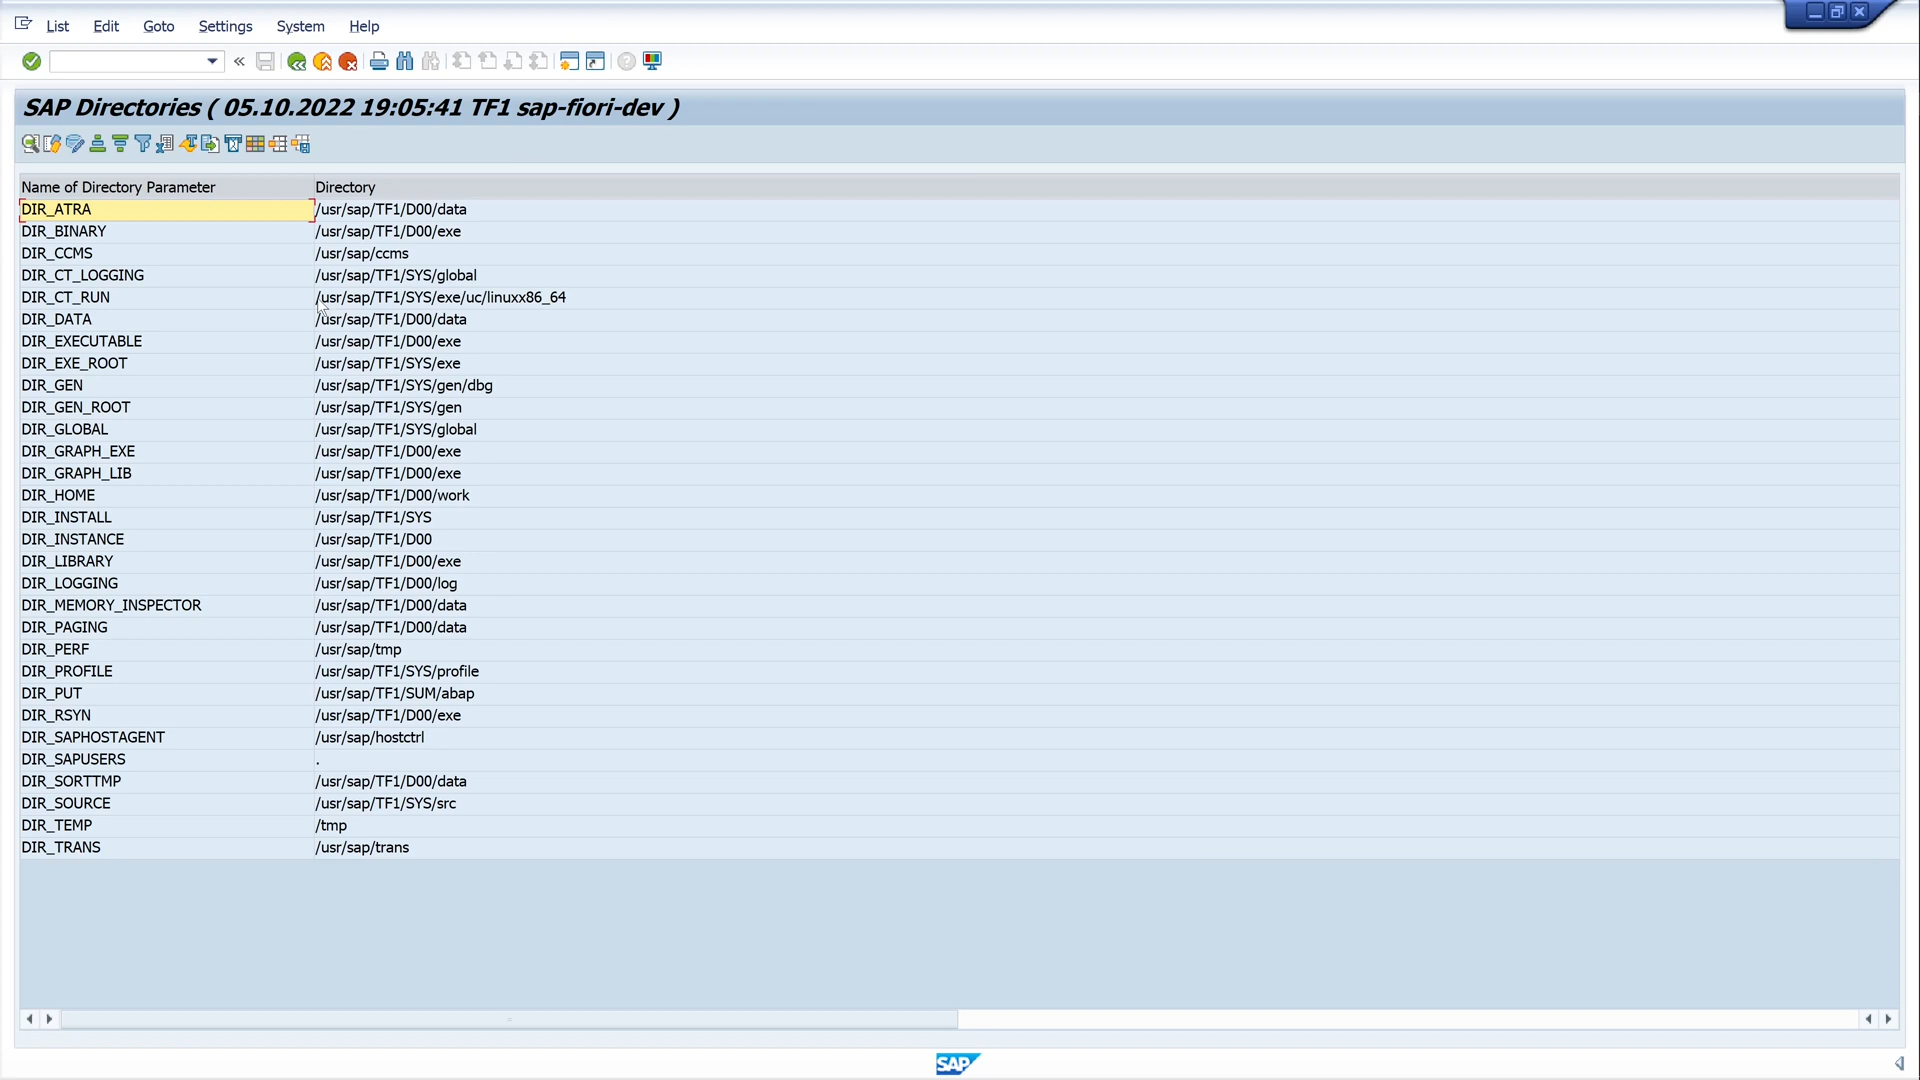 List Edit Goto Settings System Help
SAP Directories ( 05.10.2022 19:05:41 TF1 sap-fiori-dev )
Name of Directory Parameter Directory
DIR_ATRA /usr/sap/TF1/D00/data
DIR_BINARY /usr/sap/TF1/D00/exe
DIR_CCMS /usr/sap/ccms
DIR_CT_LOGGING /usr/sap/TF1/SYS/global
DIR_CT_RUN /usr/sap/TF1/SYS/exe/uc/linuxx86_64
DIR_DATA /usr/sap/TF1/D00/data
DIR_EXECUTABLE /usr/sap/TF1/D00/exe
DIR_EXE_ROOT /usr/sap/TF1/SYS/exe
DIR_GEN /usr/sap/TF1/SYS/gen/dbg
DIR_GEN_ROOT /usr/sap/TF1/SYS/gen
DIR_GLOBAL /usr/sap/TF1/SYS/global
DIR_GRAPH_EXE /usr/sap/TF1/D00/exe
DIR_GRAPH_LIB /usr/sap/TF1/D00/exe
DIR_HOME /usr/sap/TF1/D00/work
DIR_INSTALL /usr/sap/TF1/SYS
DIR_INSTANCE /usr/sap/TF1/D00
DIR_LIBRARY /usr/sap/TF1/D00/exe
DIR_LOGGING /usr/sap/TF1/D00/log
DIR_MEMORY_INSPECTOR /usr/sap/TF1/D00/data
DIR_PAGING /usr/sap/TF1/D00/data
DIR_PERF /usr/sap/tmp
DIR_PROFILE /usr/sap/TF1/SYS/profile
DIR_PUT /usr/sap/TF1/SUM/abap
DIR_RSYN /usr/sap/TF1/D00/exe
DIR_SAPHOSTAGENT /usr/sap/hostctrl
DIR_SAPUSERS .
DIR_SORTTMP /usr/sap/TF1/D00/data
DIR_SOURCE /usr/sap/TF1/SYS/src
DIR_TEMP /tmp
DIR_TRANS /usr/sap/trans
SAP